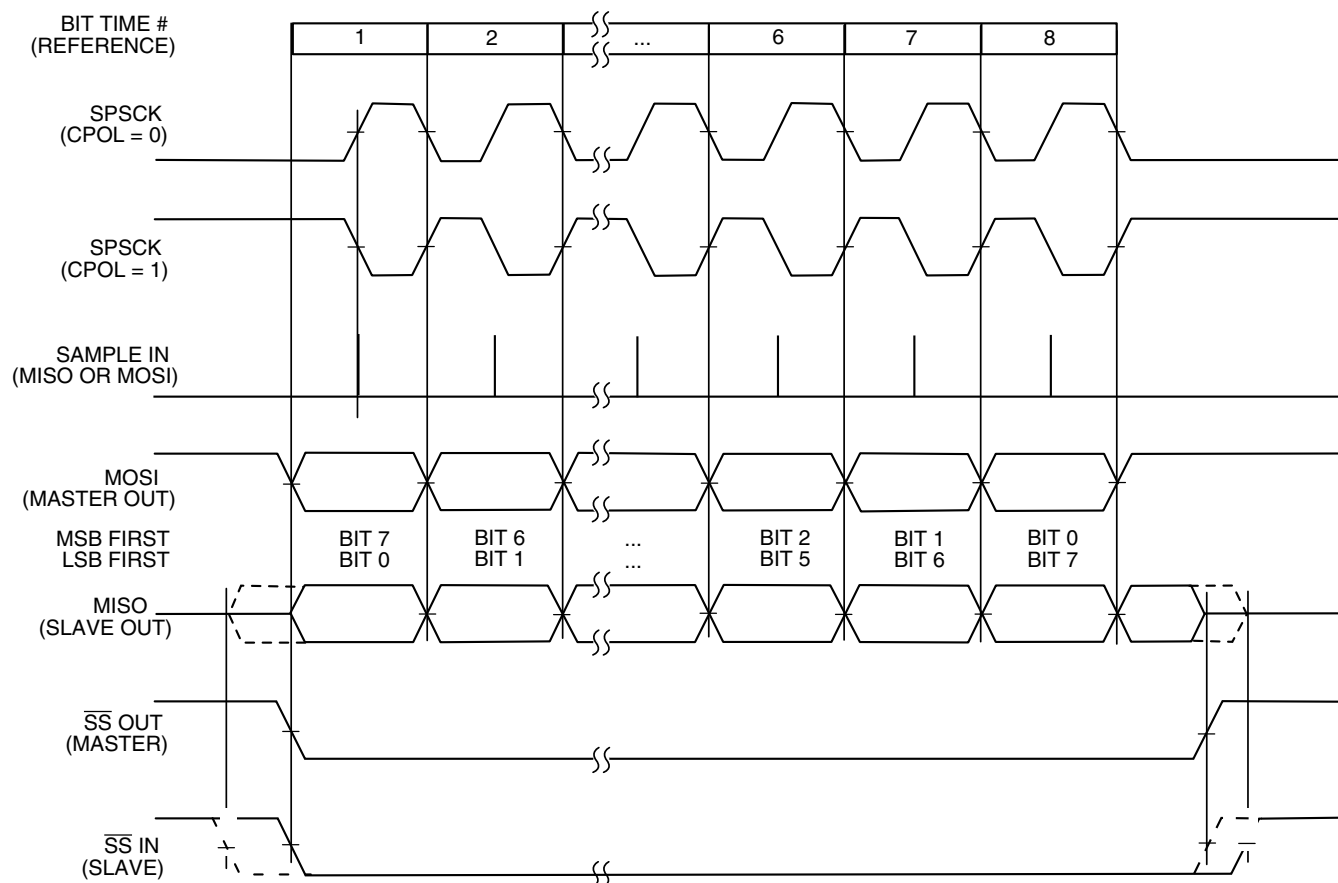 BIT TIME #
(REFERENCE)
1 2 ... 6 7 8
SPSCK
(CPOL = 0)
SPSCK
(CPOL = 1)
SAMPLE IN
(MISO OR MOSI)
MOSI
(MASTER OUT)
MSB FIRST BIT 7 BIT 6 ... BIT 2 BIT 1 BIT 0
LSB FIRST BIT 0 BIT 1 ... BIT 5 BIT 6 BIT 7
MISO
(SLAVE OUT)
S̅S̅ OUT
(MASTER)
S̅S̅ IN
(SLAVE)